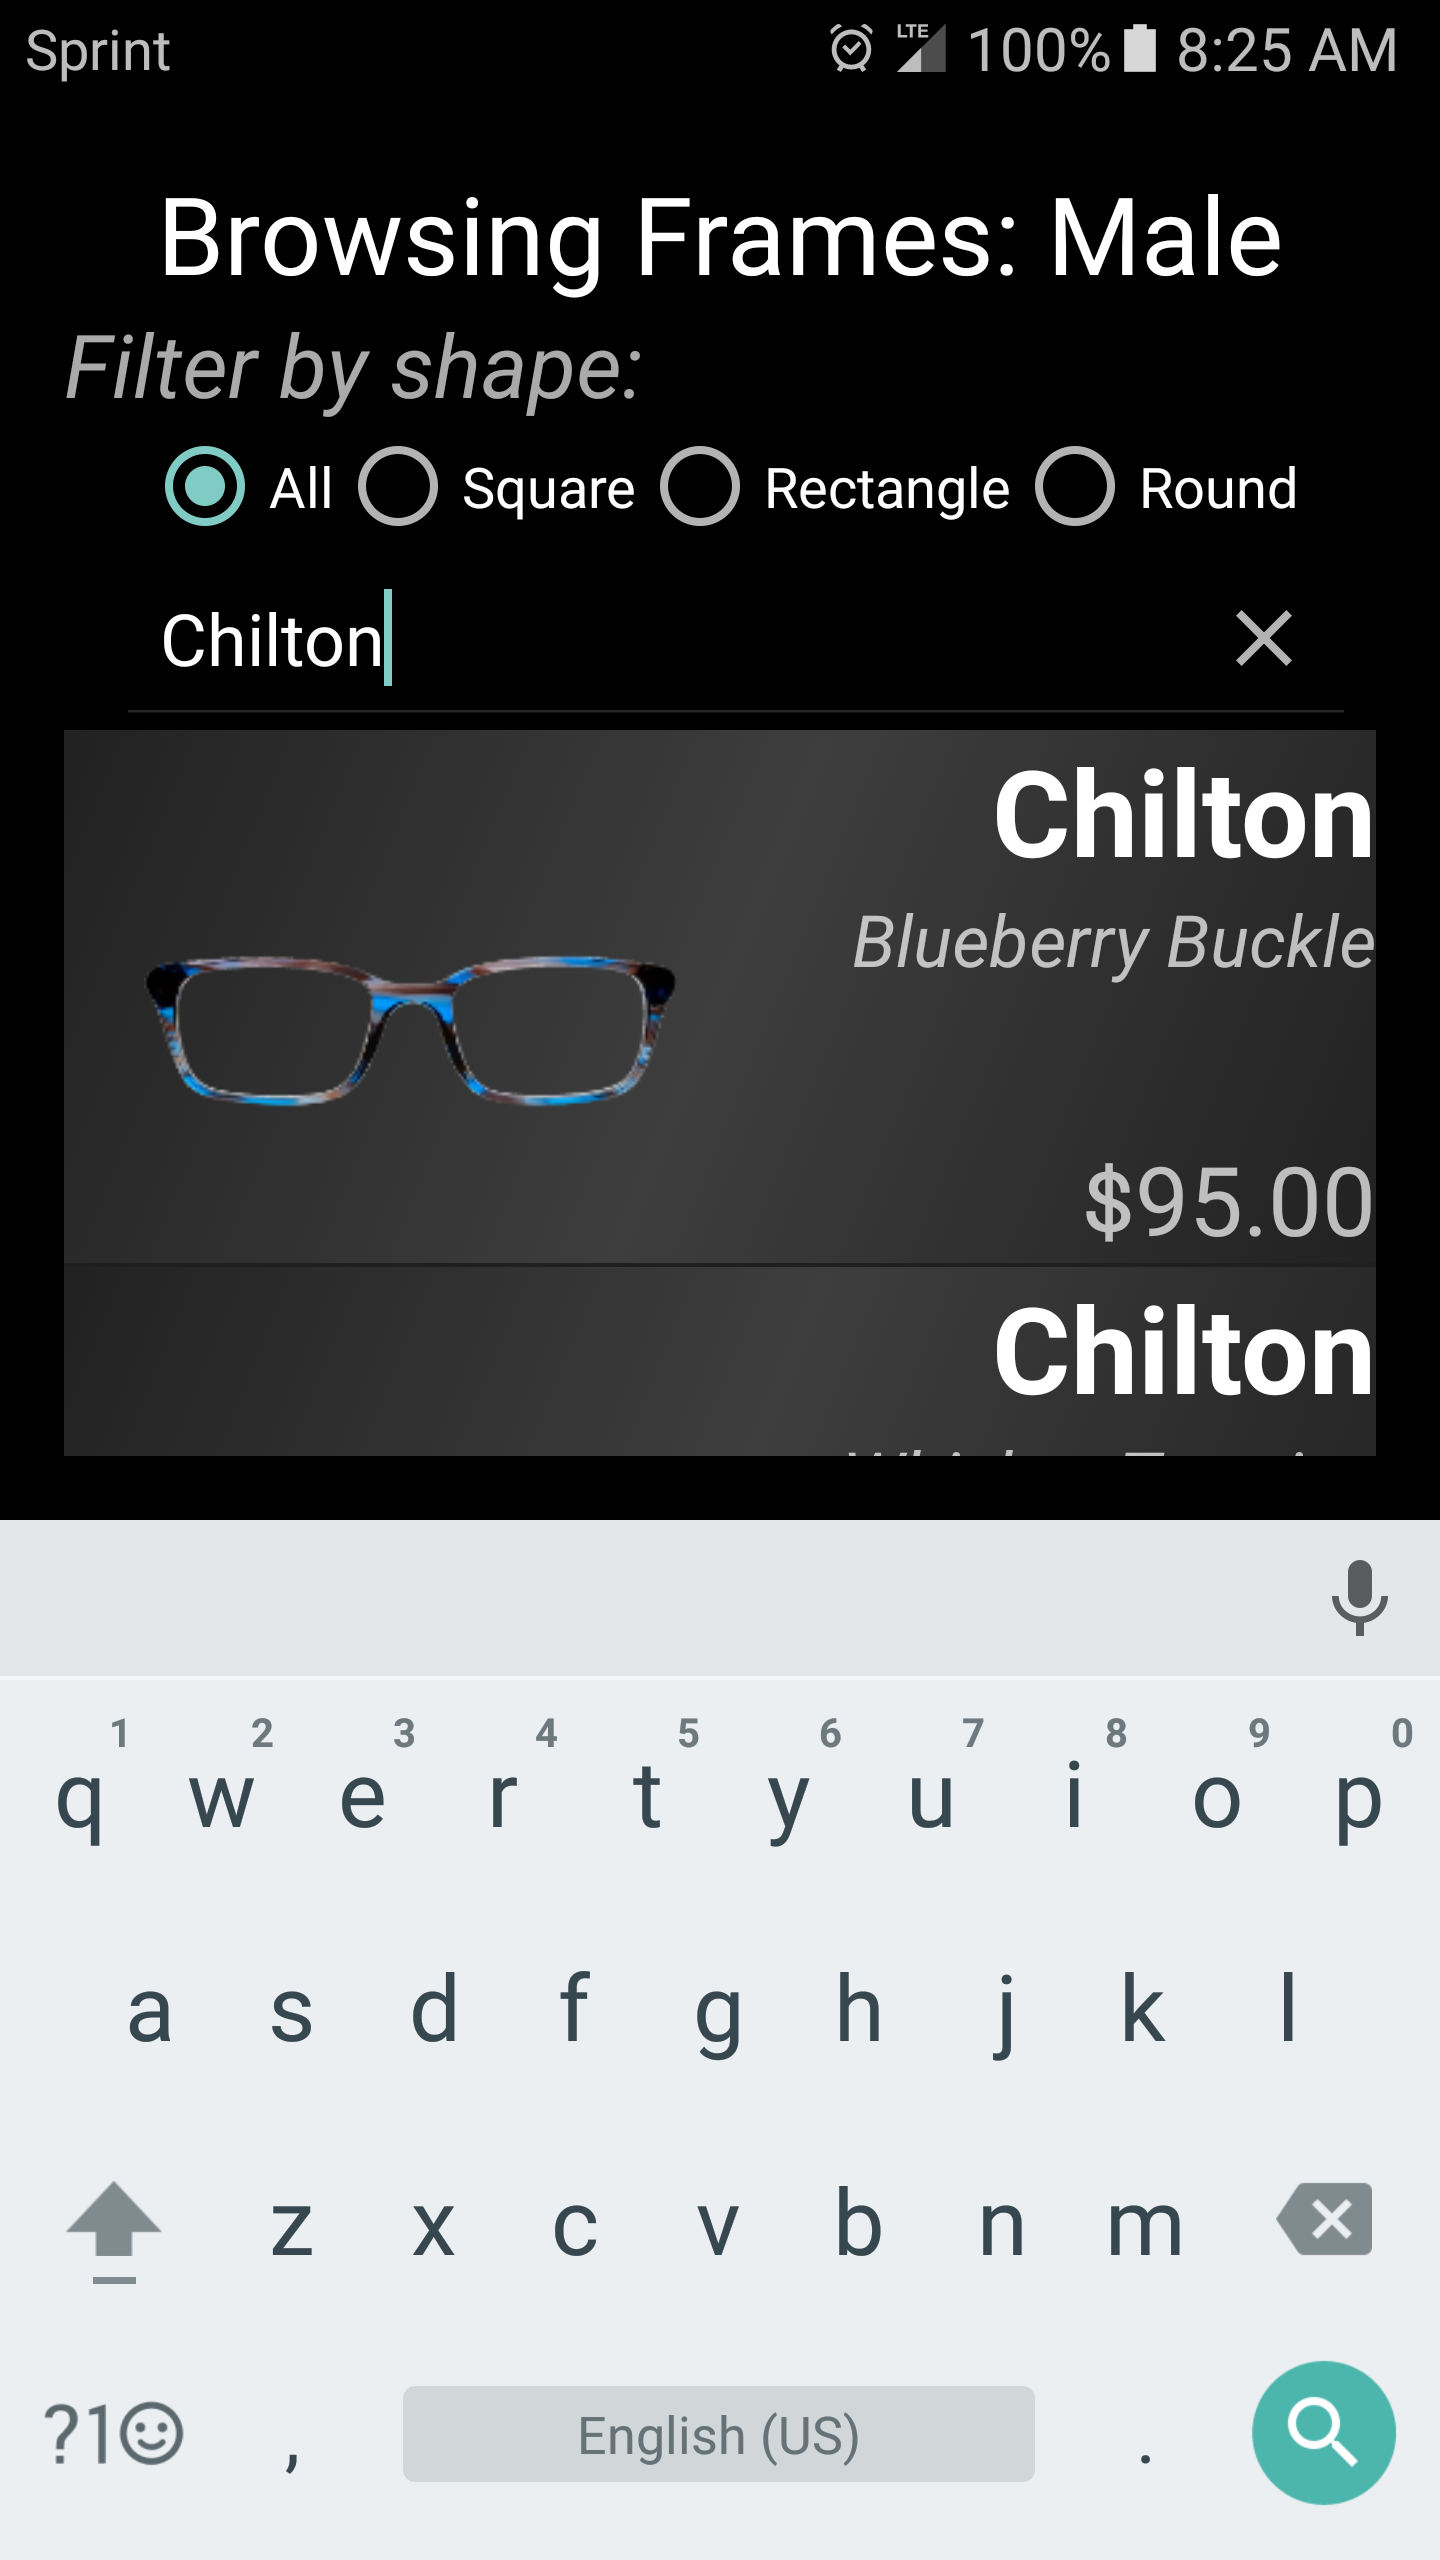 Sprint LTE 100% 8:25 AM
Browsing Frames: Male
Filter by shape:
All Square Rectangle Round
Chilton
Chilton
Blueberry Buckle
$95.00
Chilton
1 2 3 4 5 6 7 8 9 0
q w e r t y u i o p
a s d f g h j k l
z x c v b n m
?1 , English (US) .